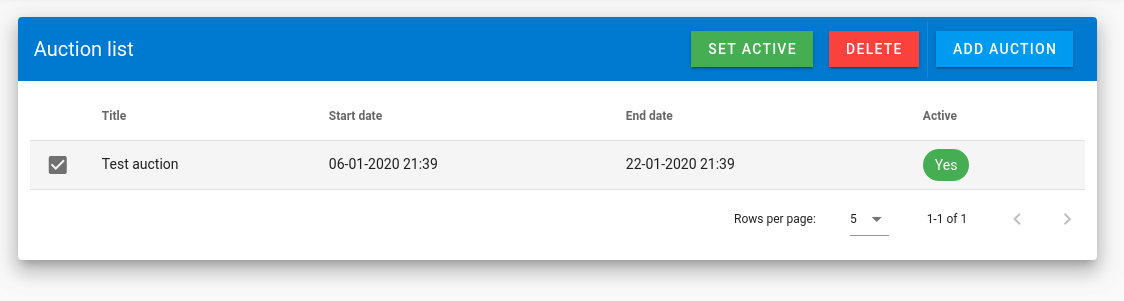 Auction list SET ACTIVE DELETE ADD AUCTION
Title Start date End date Active
Test auction 06-01-2020 21:39 22-01-2020 21:39 Yes
Rows per page: 5 1-1 of 1